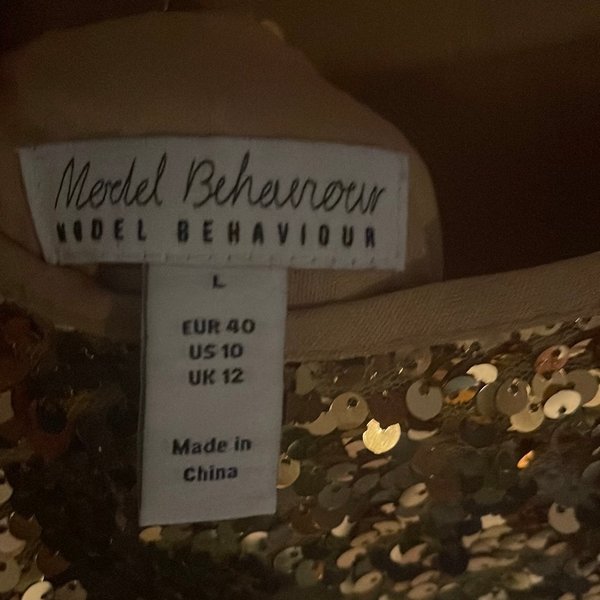 Model Behaviour
MODEL BEHAVIOUR
L
EUR 40
US 10
UK 12
Made in
China